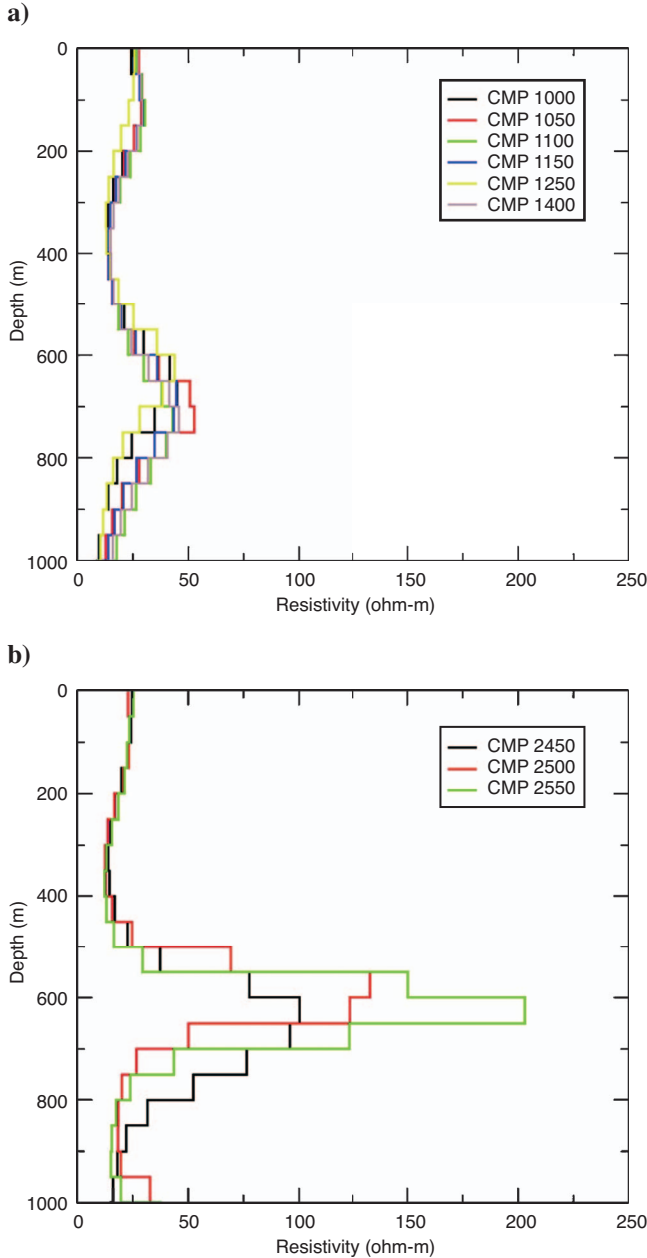 a)
0
200
400
600
800
1000
Depth (m)
CMP 1000
CMP 1050
CMP 1100
CMP 1150
CMP 1250
CMP 1400
0
50
100
150
200
250
Resistivity (ohm-m)
b)
0
200
400
600
800
1000
Depth (m)
CMP 2450
CMP 2500
CMP 2550
0
50
100
150
200
250
Resistivity (ohm-m)